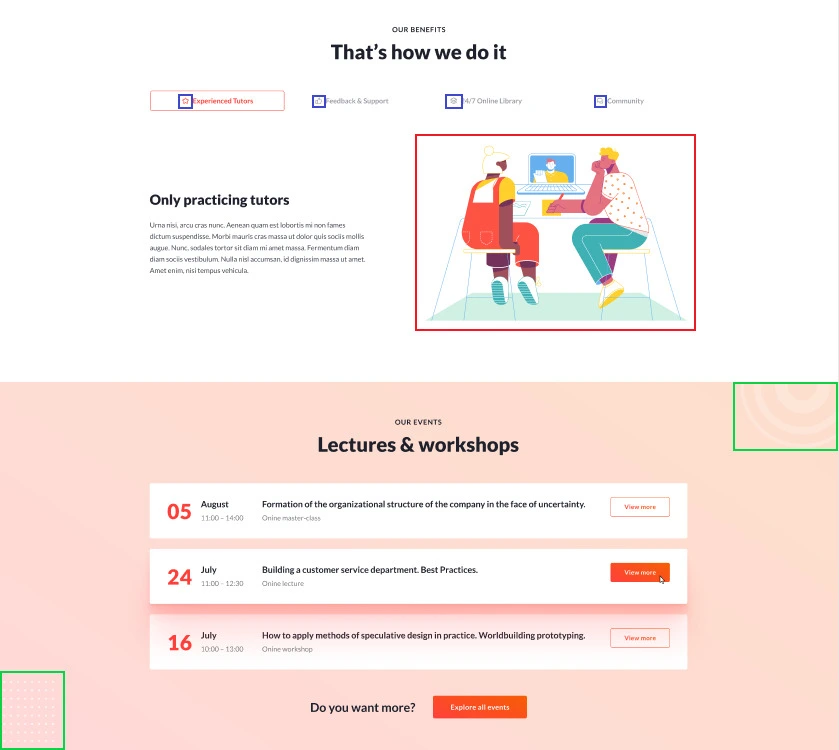 OUR BENEFITS
That's how we do it
Experienced Tutors
Feedback & Support
24/7 Online Library
Community
Only practicing tutors
Urna nisi, arcu cras nunc. Aenean quam est lobortis mi non fames
dictum suspendisse. Morbi mauris cras massa ut dolor quis sociis mollis
augue. Nunc, sodales tortor sit diam mi amet massa. Fermentum diam
diam sociis vestibulum. Nulla nisl accumsan, id dignissim massa ut amet.
Amet enim, nisi tempus vehicula.
OUR EVENTS
Lectures & workshops
05
August
11:00 – 14:00
Formation of the organizational structure of the company in the face of uncertainty.
Onine master-class
View more
24
July
11:00 – 12:30
Building a customer service department. Best Practices.
Onine lecture
View more
16
July
10:00 – 13:00
How to apply methods of speculative design in practice. Worldbuilding prototyping.
Onine workshop
View more
Do you want more?
Explore all events